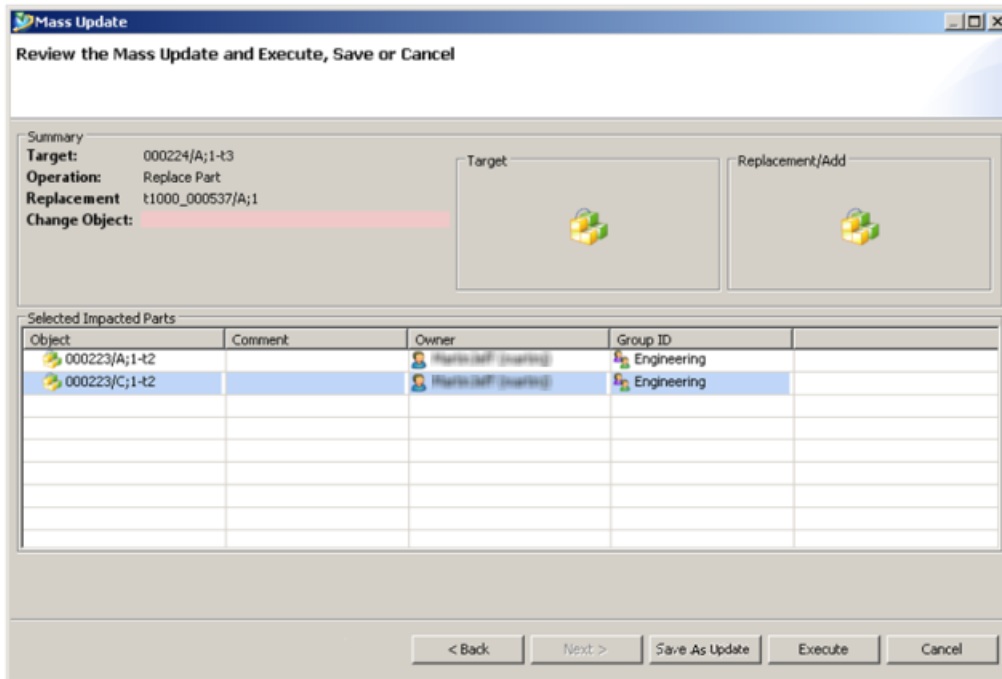 Mass Update
Review the Mass Update and Execute, Save or Cancel
Summary
Target: 000224/A;1-t3
Operation: Replace Part
Replacement t1000_000537/A;1
Change Object:
Target
Replacement/Add
Selected Impacted Parts
Object Comment Owner Group ID
000223/A;1-t2 Engineering
000223/C;1-t2 Engineering
< Back Next > Save As Update Execute Cancel